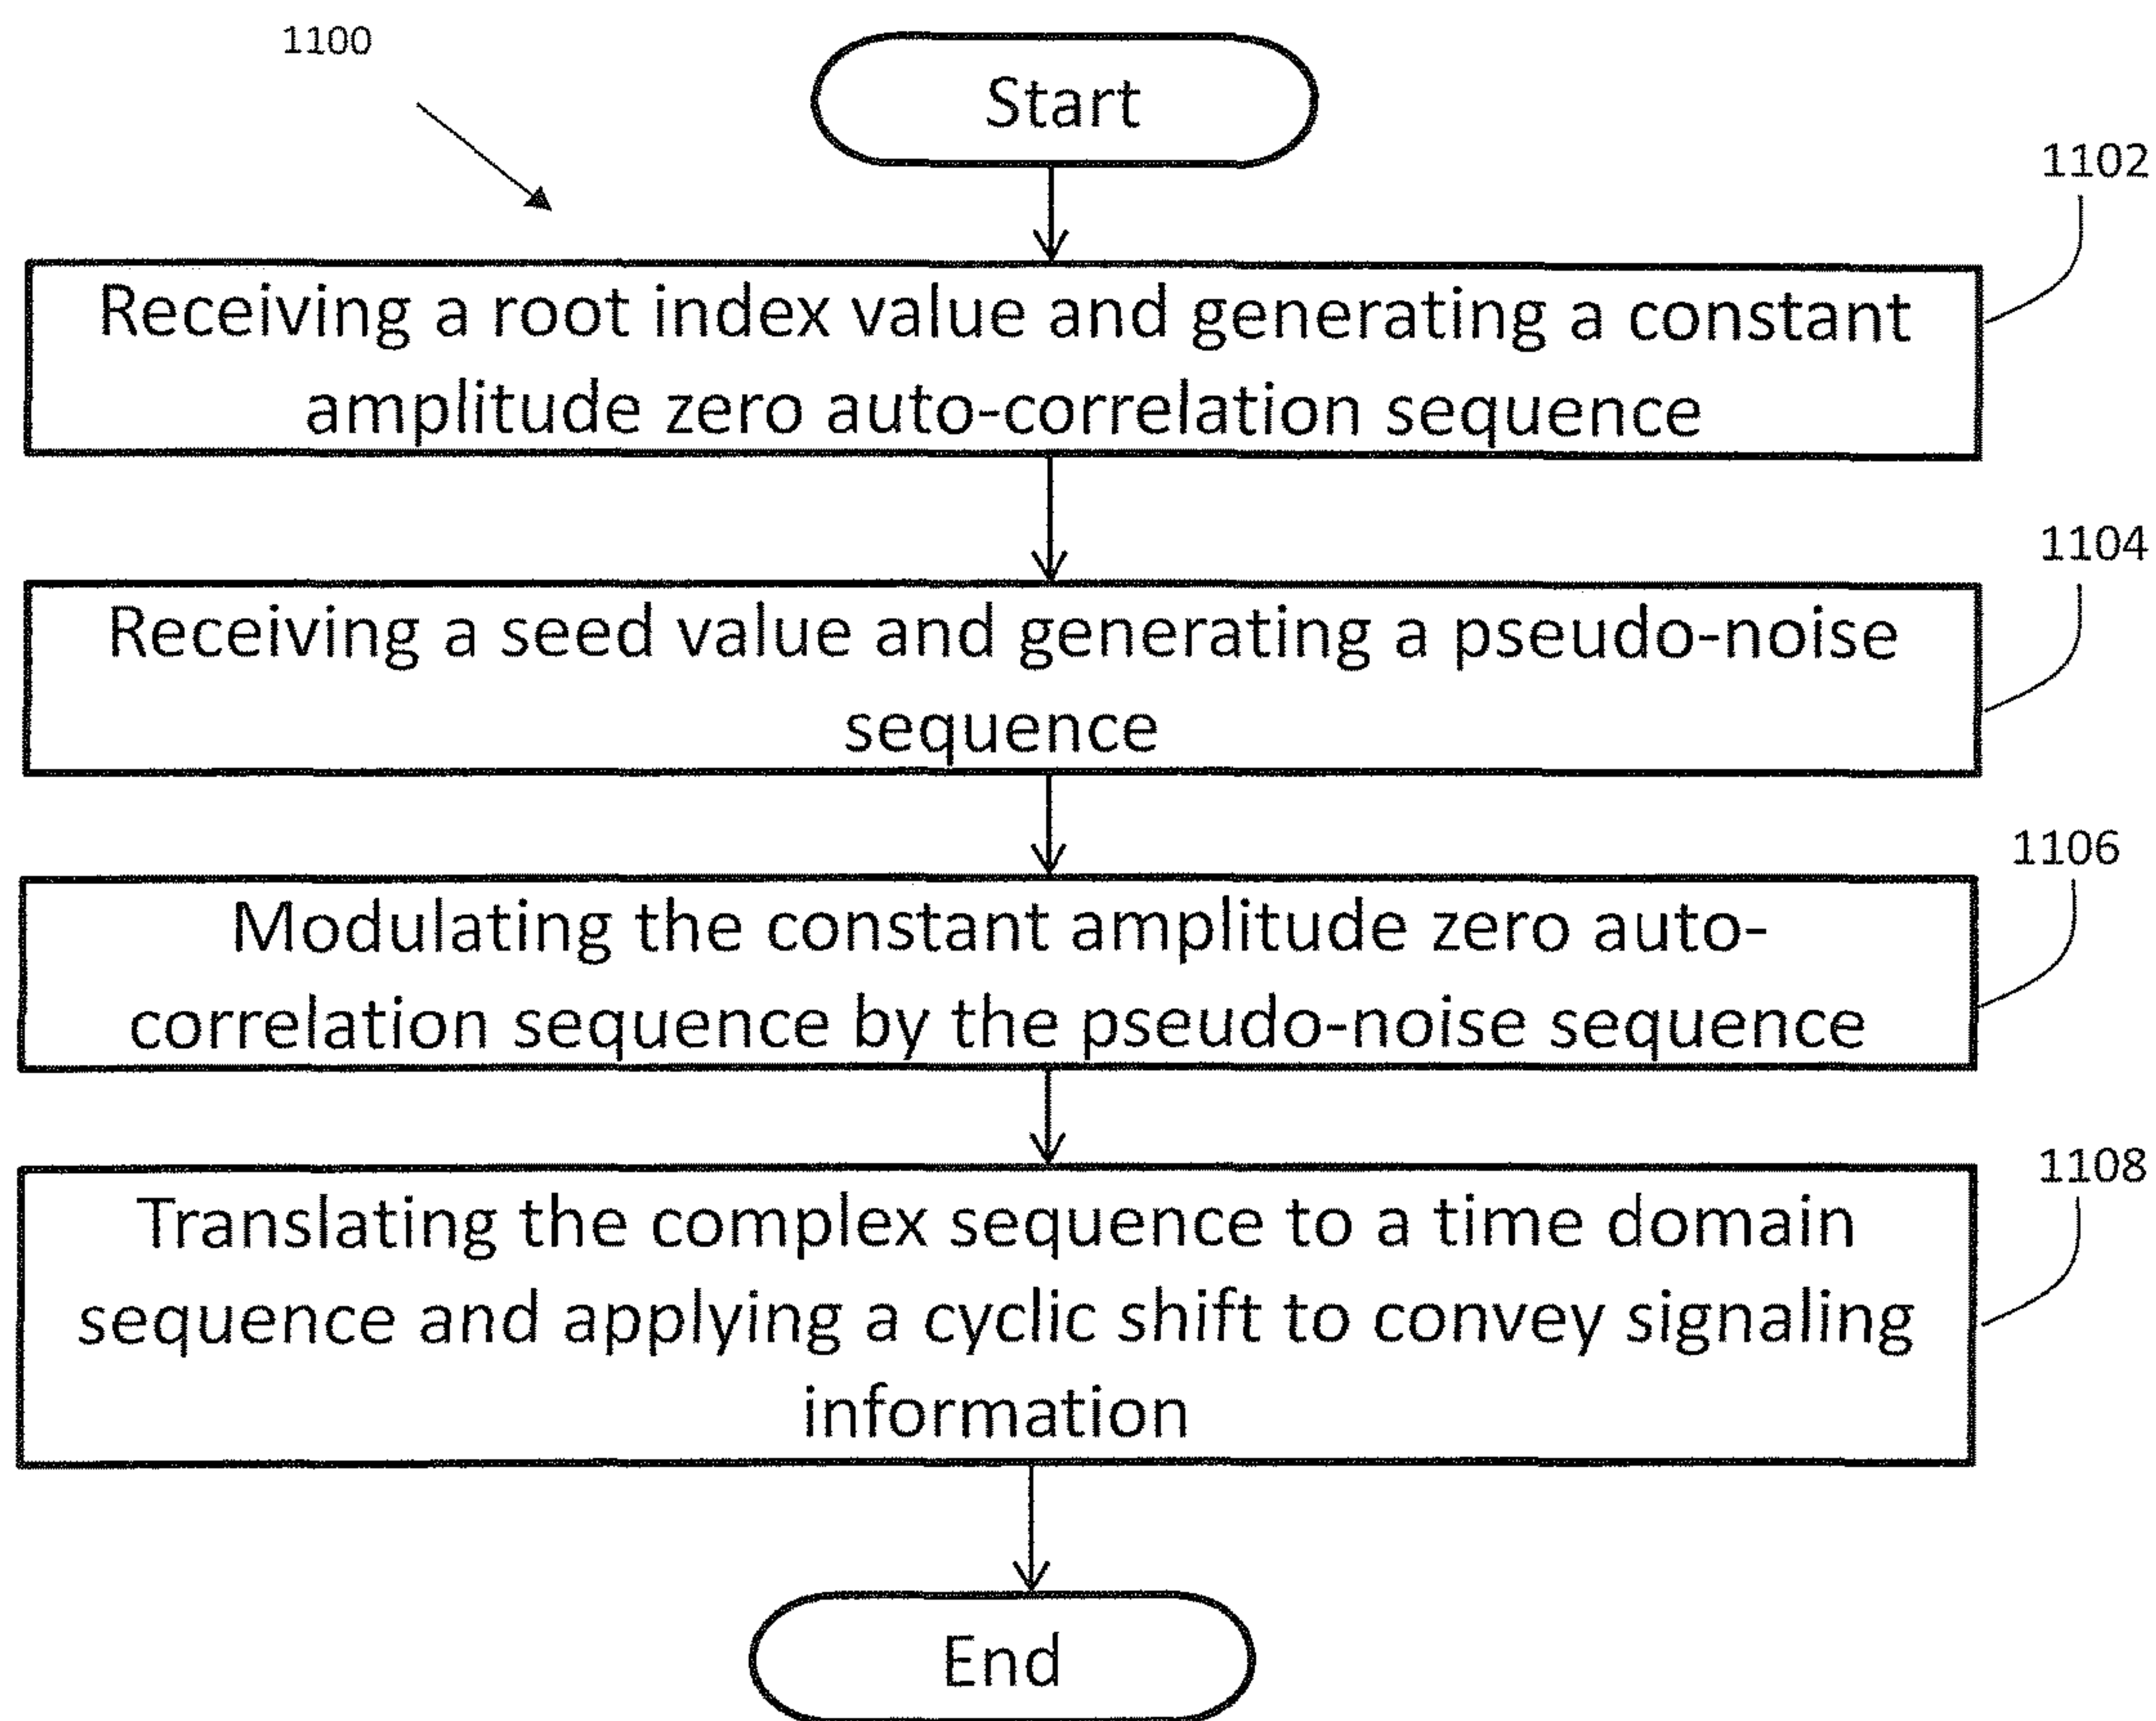 1100
Start
1102
Receiving a root index value and generating a constant
amplitude zero auto-correlation sequence
1104
Receiving a seed value and generating a pseudo-noise
sequence
1106
Modulating the constant amplitude zero auto-
correlation sequence by the pseudo-noise sequence
1108
Translating the complex sequence to a time domain
sequence and applying a cyclic shift to convey signaling
information
End